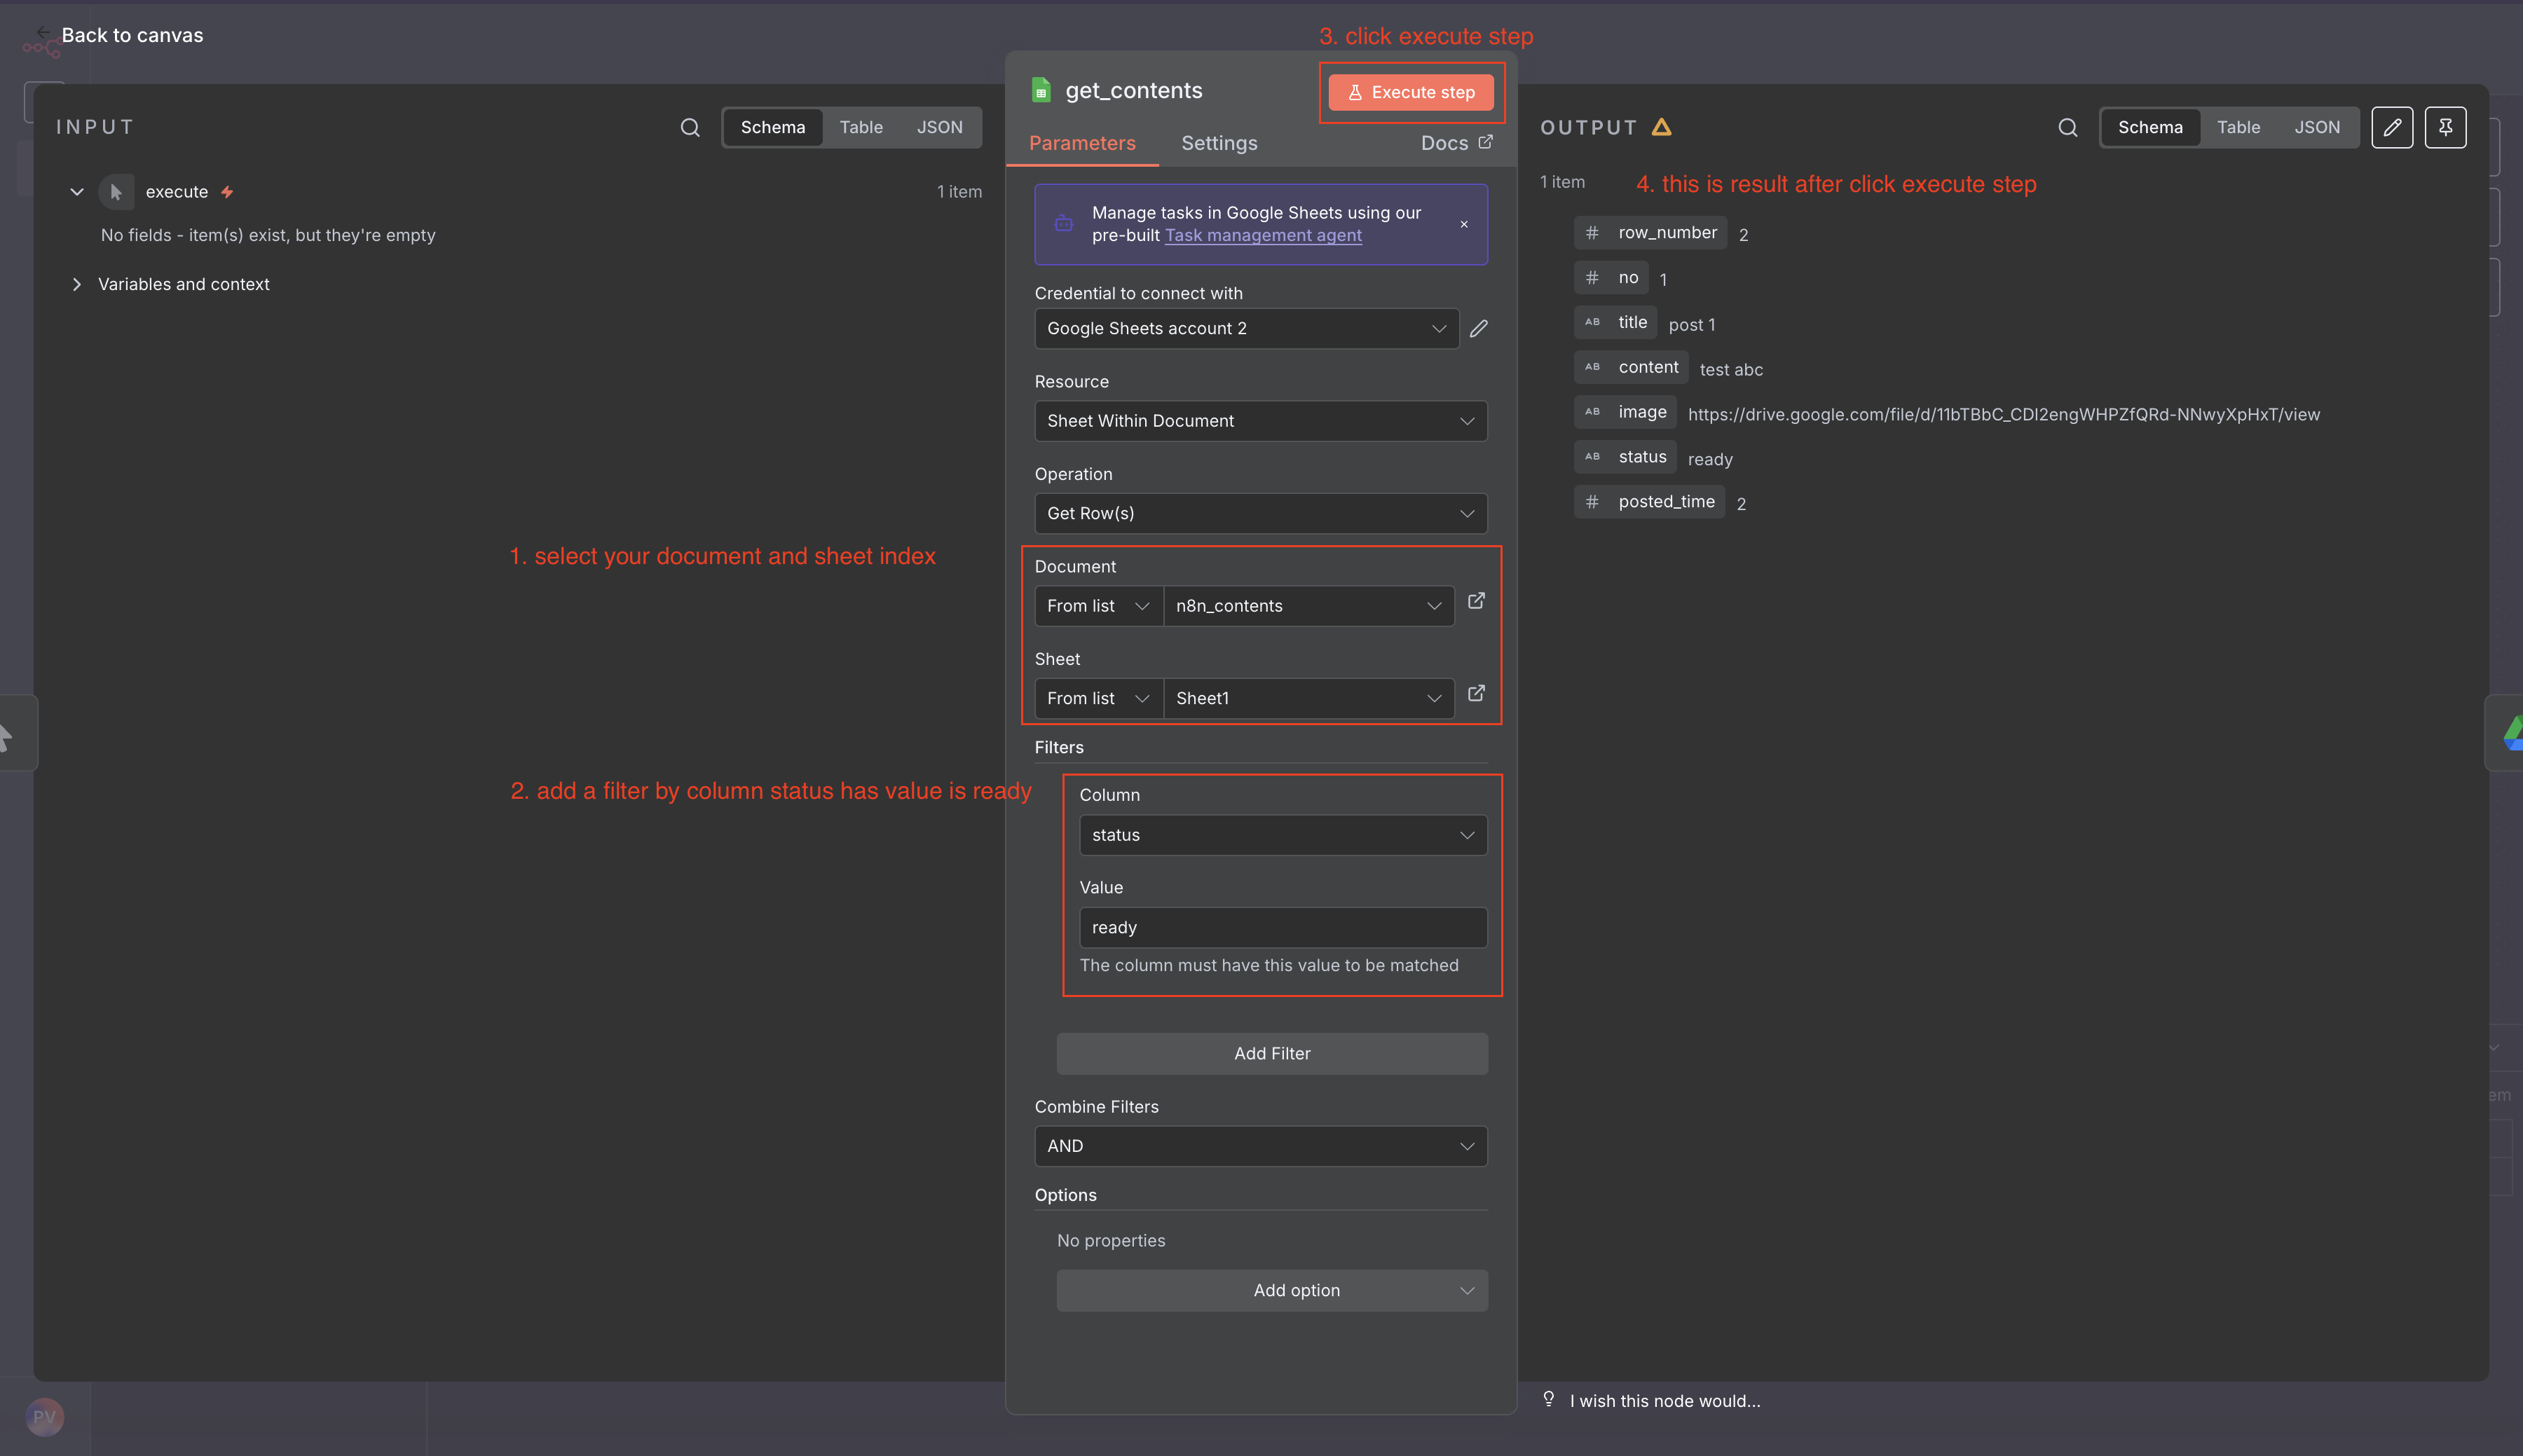 Back to canvas
3. click execute step
INPUT
Schema
Table
JSON
execute
1 item
No fields - item(s) exist, but they're empty
Variables and context
1. select your document and sheet index
2. add a filter by column status has value is ready
get_contents
Execute step
Parameters
Settings
Docs
Manage tasks in Google Sheets using our
pre-built Task management agent
Credential to connect with
Google Sheets account 2
Resource
Sheet Within Document
Operation
Get Row(s)
Document
From list
n8n_contents
Sheet
From list
Sheet1
Filters
Column
status
Value
ready
The column must have this value to be matched
Add Filter
Combine Filters
AND
Options
No properties
Add option
OUTPUT
Schema
Table
JSON
1 item
4. this is result after click execute step
# row_number 2
# no 1
AB title post 1
AB content test abc
AB image https://drive.google.com/file/d/11bTBbC_CDI2engWHPZfQRd-NNwyXpHxT/view
AB status ready
# posted_time 2
I wish this node would...
PV
em